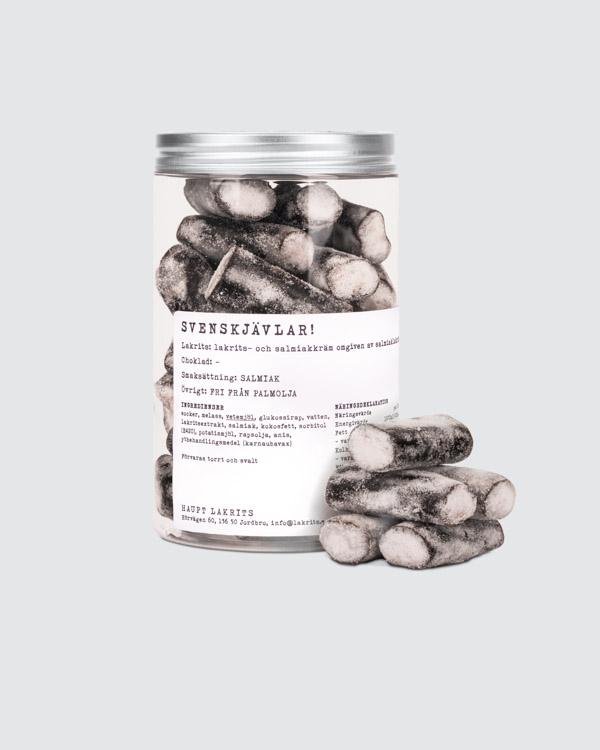 SVENSKJÄVLAR!
Lakrits: lakrits- och salmiakkräm omgiven av
Choklad: -
Smaksättning: SALMIAK
Övrigt: FRI FRÅN PALMOLJA
INGREDIENSER
socker, melass, vetemjöl, glukossirap, vatten,
lakritsextrakt, salmiak, kokosfett, sorbitol
(E420), potatismjöl, rapsolja, anis,
ytbehandlingsmedel (karnaubavax)
Förvaras torrt och svalt
NÄRINGSDEKLARATION
Näringsvärde
Energivärde
Fett
HAUPT LAKRITS
Hörvägen 60, 136 50 Jordbro, info@lakrits.